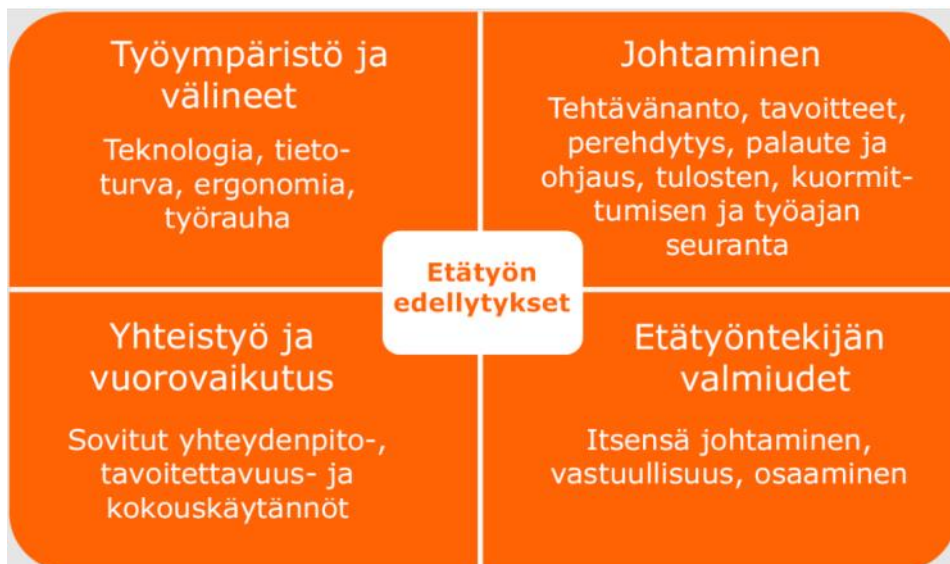 Työympäristö ja
välineet
Teknologia, tieto-
turva, ergonomia,
työrauha
Johtaminen
Tehtävänanto, tavoitteet,
perehdytys, palaute ja
ohjaus, tulosten, kuormit-
tumisen ja työajan
seuranta
Etätyön
edellytykset
Yhteistyö ja
vuorovaikutus
Sovitut yhteydenpito-,
tavoitettavuus- ja
kokouskäytännöt
Etätyöntekijän
valmiudet
Itsensä johtaminen,
vastuullisuus, osaaminen